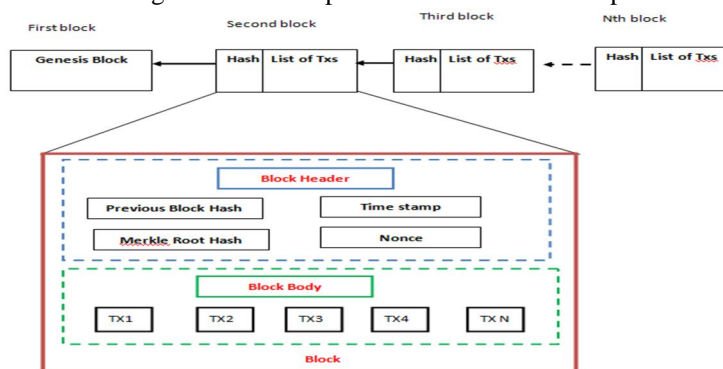 First block
Second block
Third block
Nth block
Genesis Block
Hash List of Txs
Hash List of Txs
Hash List of Txs
Block Header
Previous Block Hash
Time stamp
Merkle Root Hash
Nonce
Block Body
TX1
TX2
TX3
TX4
TX N
Block